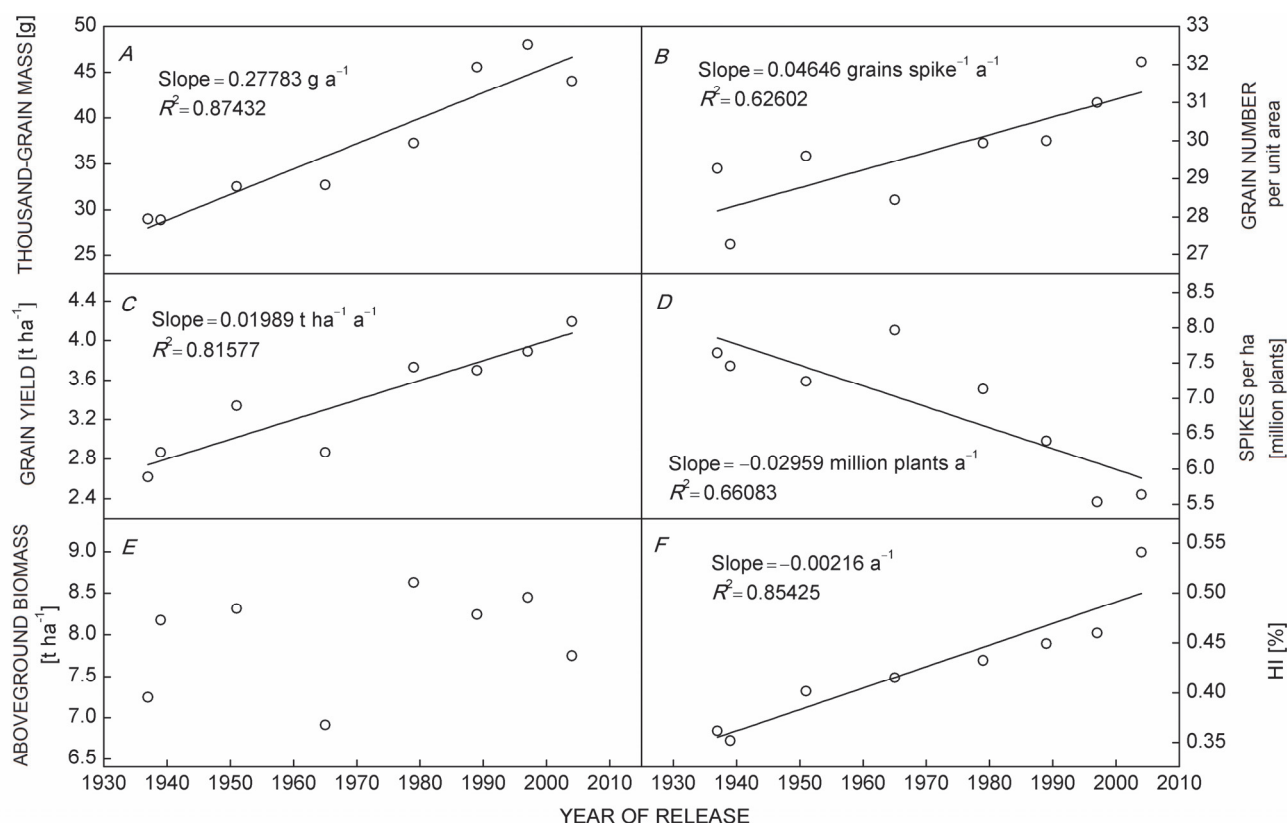 THOUSAND-GRAIN MASS [g]
50
45
40
35
30
25
A
Slope = 0.27783 g a⁻¹
R² = 0.87432
B
Slope = 0.04646 grains spike⁻¹ a⁻¹
R² = 0.62602
33
32
31
30
29
28
27
GRAIN NUMBER
per unit area
GRAIN YIELD [t ha⁻¹]
4.4
4.0
3.6
3.2
2.8
2.4
C
Slope = 0.01989 t ha⁻¹ a⁻¹
R² = 0.81577
D
Slope = −0.02959 million plants a⁻¹
R² = 0.66083
8.5
8.0
7.5
7.0
6.5
6.0
5.5
SPIKES per ha
[million plants]
ABOVEGROUND BIOMASS
[t ha⁻¹]
9.0
8.5
8.0
7.5
7.0
6.5
E
F
Slope = −0.00216 a⁻¹
R² = 0.85425
0.55
0.50
0.45
0.40
0.35
HI [%]
1930 1940 1950 1960 1970 1980 1990 2000 2010
1930 1940 1950 1960 1970 1980 1990 2000 2010
YEAR OF RELEASE